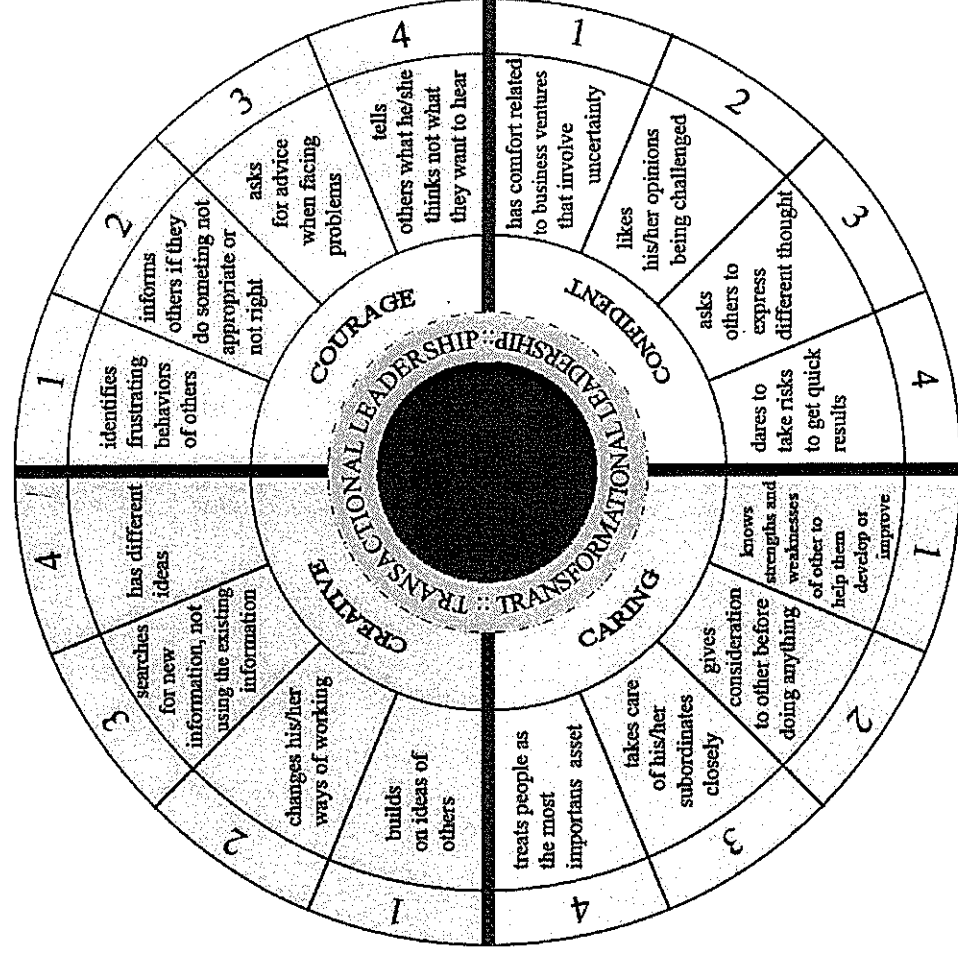 TRANSACTIONAL LEADERSHIP ::
TRANSFORMATIONAL LEADERSHIP ::
COURAGE
1
identifies
frustrating
behaviors
of others
2
informs
others if they
do someting not
appropriate or
not right
3
asks
for advice
when facing
problems
4
tells
others what he/she
thinks not what
they want to hear
CONFIDENT
1
has comfort related
to business ventures
that involve
uncertainty
2
likes
his/her opinions
being challenged
3
asks
others to
express
different thought
4
dares to
take risks
to get quick
results
CARING
1
knows
strengths and
weaknesses
of other to
help them
develop or
improve
2
gives
consideration
to other before
doing anything
3
takes care
of his/her
subordinates
closely
4
treats people as
the most
importans asset
CREATIVE
1
builds
on ideas of
others
2
changes his/her
ways of working
3
searches
for new
information, not
using the existing
information
4
has different
ideas